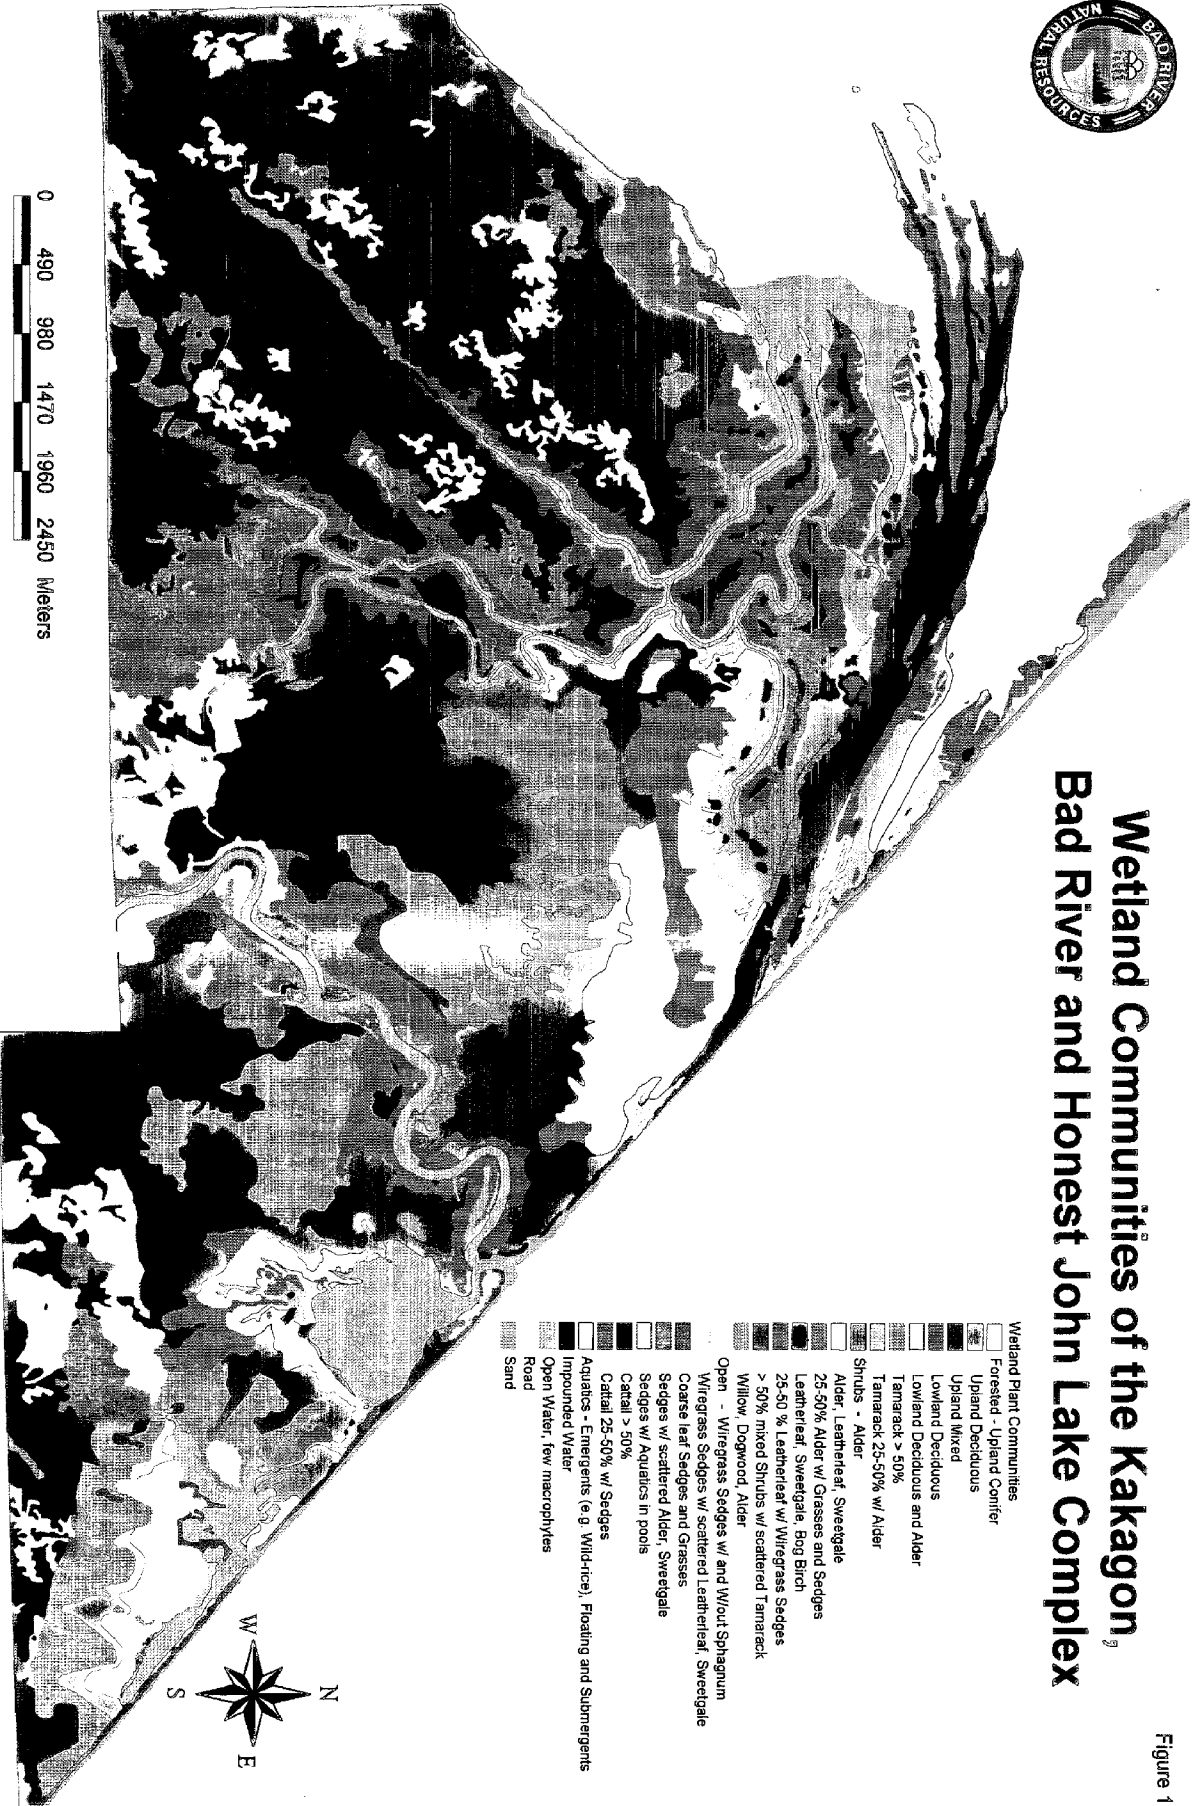 Figure 1
Wetland Communities of the Kakagon,
Bad River and Honest John Lake Complex
BAD RIVER
NATURAL RESOURCES
Wetland Plant Communities
Forested - Upland Conifer
Upland Deciduous
Upland Mixed
Lowland Deciduous
Lowland Deciduous and Alder
Tamarack > 50%
Tamarack 25-50% w/ Alder
Shrubs - Alder
Alder, Leatherleaf, Sweetgale
25-50% Alder w/ Grasses and Sedges
Leatherleaf, Sweetgale, Bog Birch
25-50 % Leatherleaf w/ Wiregrass Sedges
> 50% mixed Shrubs w/ scattered Tamarack
Willow, Dogwood, Alder
Open - Wiregrass Sedges w/ and W/out Sphagnum
Wiregrass Sedges w/ scattered Leatherleaf, Sweetgale
Coarse leaf Sedges and Grasses
Sedges w/ scattered Alder, Sweetgale
Sedges w/ Aquatics in pools
Cattail > 50%
Cattail 25-50% w/ Sedges
Aquatics - Emergents (e.g. Wild-rice), Floating and Submergents
Impounded Water
Open Water, few macrophytes
Road
Sand
N
W E
S
0 490 980 1470 1960 2450 Meters